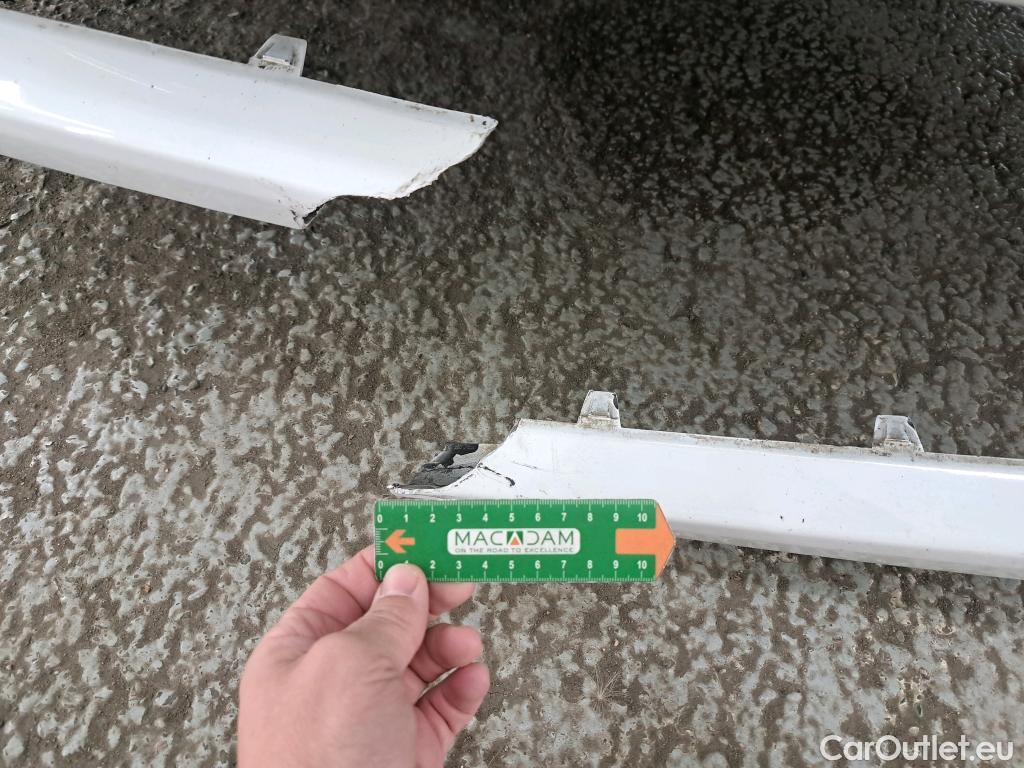 0 1 2 3 4 5 6 7 8 9 10
MACADAM
ON THE ROAD TO EXCELLENCE
0 1 2 3 4 5 6 7 8 9 10
CarOutlet.eu